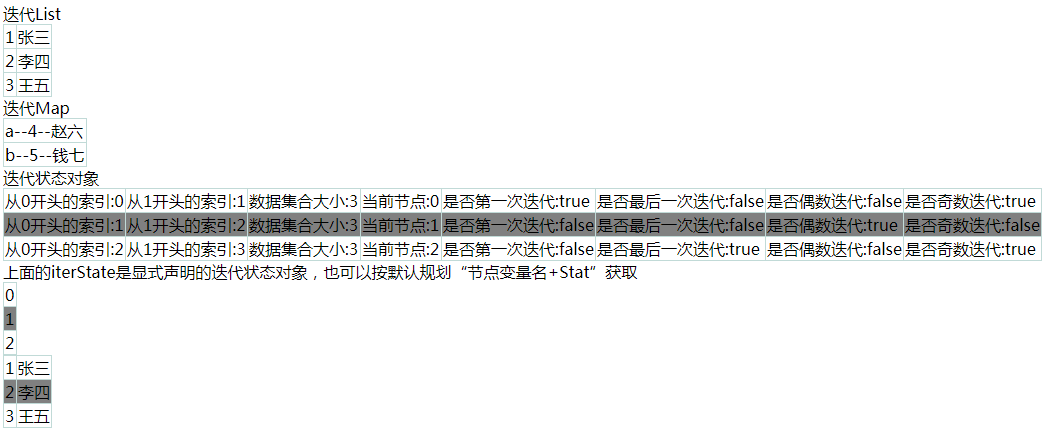 迭代List
1 张三
2 李四
3 王五
迭代Map
a--4--赵六
b--5--钱七
迭代状态对象
从0开头的索引:0 从1开头的索引:1 数据集合大小:3 当前节点:0 是否第一次迭代:true 是否最后一次迭代:false 是否偶数迭代:false 是否奇数迭代:true
从0开头的索引:1 从1开头的索引:2 数据集合大小:3 当前节点:1 是否第一次迭代:false 是否最后一次迭代:false 是否偶数迭代:true 是否奇数迭代:false
从0开头的索引:2 从1开头的索引:3 数据集合大小:3 当前节点:2 是否第一次迭代:false 是否最后一次迭代:true 是否偶数迭代:false 是否奇数迭代:true
上面的iterState是显式声明的迭代状态对象，也可以按默认规划“节点变量名+Stat”获取
0
1
2
1 张三
2 李四
3 王五